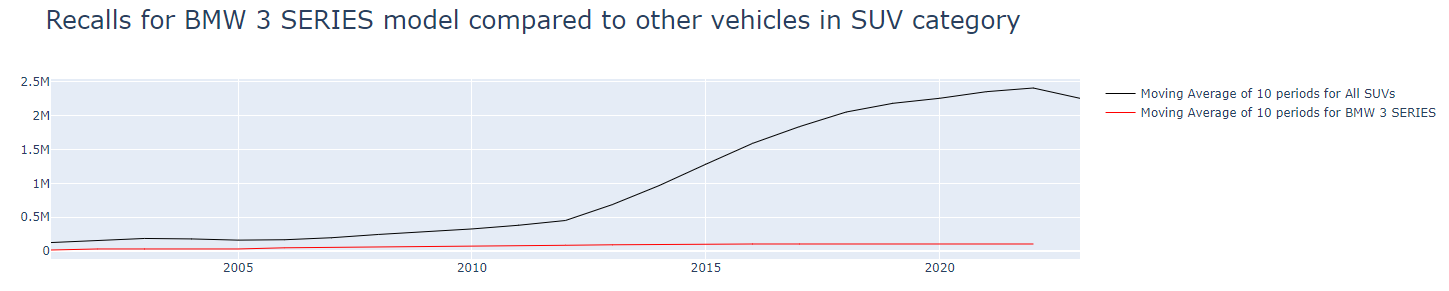 Recalls for BMW 3 SERIES model compared to other vehicles in SUV category
2.5M
2M
1.5M
1M
0.5M
0
2005
2010
2015
2020
Moving Average of 10 periods for All SUVs
Moving Average of 10 periods for BMW 3 SERIES